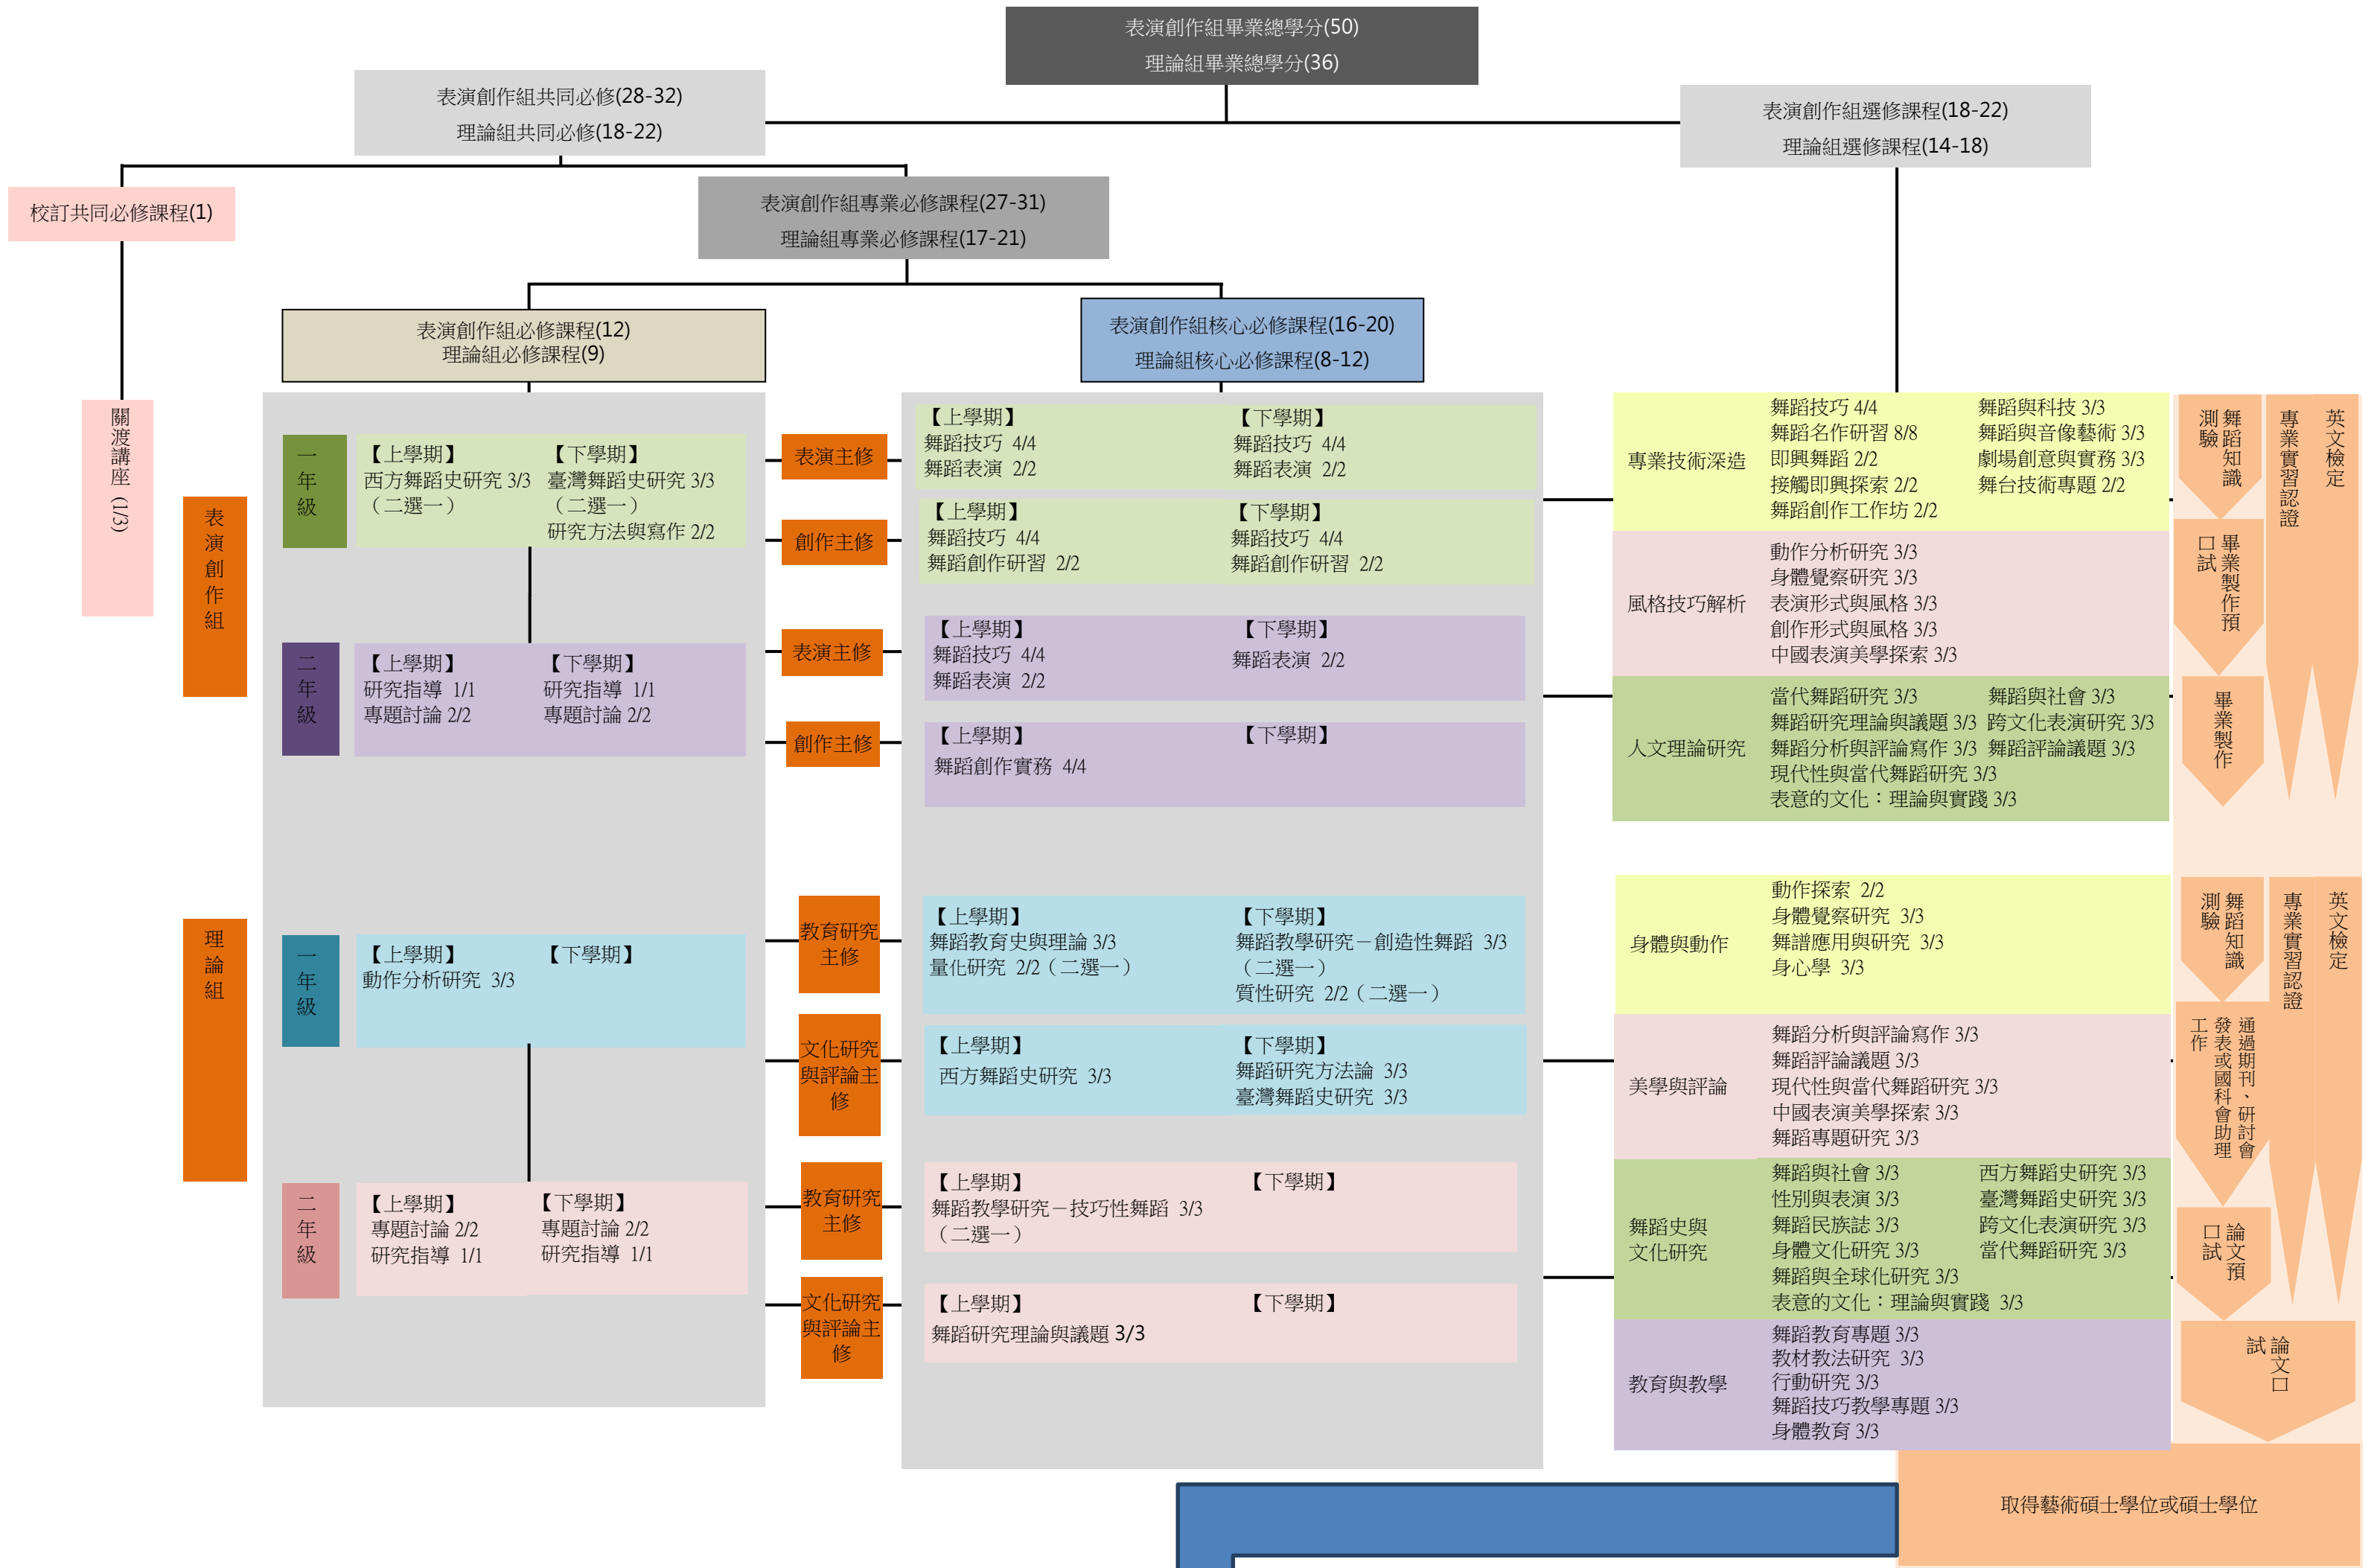 表演創作組畢業總學分(50)
理論組畢業總學分(36)
表演創作組共同必修(28-32)
理論組共同必修(18-22)
表演創作組選修課程(18-22)
理論組選修課程(14-18)
校訂共同必修課程(1)
表演創作組專業必修課程(27-31)
理論組專業必修課程(17-21)
表演創作組必修課程(12)
理論組必修課程(9)
表演創作組核心必修課程(16-20)
理論組核心必修課程(8-12)
關渡講座 (1/3)
表演創作組
一年級
【上學期】
西方舞蹈史研究 3/3
（二選一）
【下學期】
臺灣舞蹈史研究 3/3
（二選一）
研究方法與寫作 2/2
二年級
【上學期】
研究指導 1/1
專題討論 2/2
【下學期】
研究指導 1/1
專題討論 2/2
表演主修
【上學期】
舞蹈技巧 4/4
舞蹈表演 2/2
【下學期】
舞蹈技巧 4/4
舞蹈表演 2/2
創作主修
【上學期】
舞蹈技巧 4/4
舞蹈創作研習 2/2
【下學期】
舞蹈技巧 4/4
舞蹈創作研習 2/2
表演主修
【上學期】
舞蹈技巧 4/4
舞蹈表演 2/2
【下學期】
舞蹈表演 2/2
創作主修
【上學期】
舞蹈創作實務 4/4
【下學期】
專業技術深造
舞蹈技巧 4/4
舞蹈名作研習 8/8
即興舞蹈 2/2
接觸即興探索 2/2
舞蹈創作工作坊 2/2
舞蹈與科技 3/3
舞蹈與音像藝術 3/3
劇場創意與實務 3/3
舞台技術專題 2/2
風格技巧解析
動作分析研究 3/3
身體覺察研究 3/3
表演形式與風格 3/3
創作形式與風格 3/3
中國表演美學探索 3/3
人文理論研究
當代舞蹈研究 3/3 舞蹈與社會 3/3
舞蹈研究理論與議題 3/3 跨文化表演研究 3/3
舞蹈分析與評論寫作 3/3 舞蹈評論議題 3/3
現代性與當代舞蹈研究 3/3
表意的文化：理論與實踐 3/3
舞蹈知識
測驗
畢業製作預
口試
畢業製作
專業實習認證
英文檢定
理論組
一年級
【上學期】
動作分析研究 3/3
【下學期】
二年級
【上學期】
專題討論 2/2
研究指導 1/1
【下學期】
專題討論 2/2
研究指導 1/1
教育研究
主修
【上學期】
舞蹈教育史與理論 3/3
量化研究 2/2（二選一）
【下學期】
舞蹈教學研究－創造性舞蹈 3/3
（二選一）
質性研究 2/2（二選一）
文化研究
與評論主
修
【上學期】
西方舞蹈史研究 3/3
【下學期】
舞蹈研究方法論 3/3
臺灣舞蹈史研究 3/3
教育研究
主修
【上學期】
舞蹈教學研究－技巧性舞蹈 3/3
（二選一）
【下學期】
文化研究
與評論主
修
【上學期】
舞蹈研究理論與議題 3/3
【下學期】
身體與動作
動作探索 2/2
身體覺察研究 3/3
舞譜應用與研究 3/3
身心學 3/3
美學與評論
舞蹈分析與評論寫作 3/3
舞蹈評論議題 3/3
現代性與當代舞蹈研究 3/3
中國表演美學探索 3/3
舞蹈專題研究 3/3
舞蹈史與
文化研究
舞蹈與社會 3/3
性別與表演 3/3
舞蹈民族誌 3/3
身體文化研究 3/3
舞蹈與全球化研究 3/3
表意的文化：理論與實踐 3/3
西方舞蹈史研究 3/3
臺灣舞蹈史研究 3/3
跨文化表演研究 3/3
當代舞蹈研究 3/3
教育與教學
舞蹈教育專題 3/3
教材教法研究 3/3
行動研究 3/3
舞蹈技巧教學專題 3/3
身體教育 3/3
舞蹈知識
測驗
通過期刊、研討會
發表或國科會助理
工作
論文預
口試
論文口
試
專業實習認證
英文檢定
取得藝術碩士學位或碩士學位